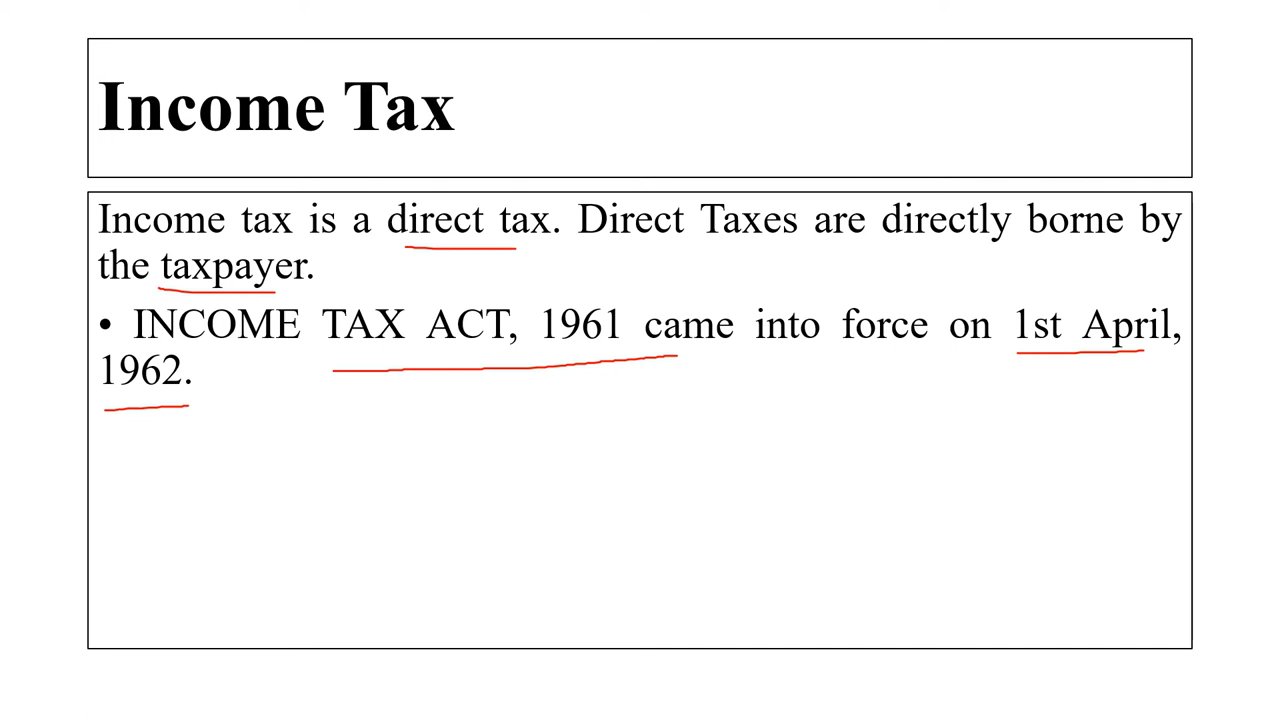 Income Tax
Income tax is a direct tax. Direct Taxes are directly borne by
the taxpayer.
• INCOME TAX ACT, 1961 came into force on 1st April,
1962.